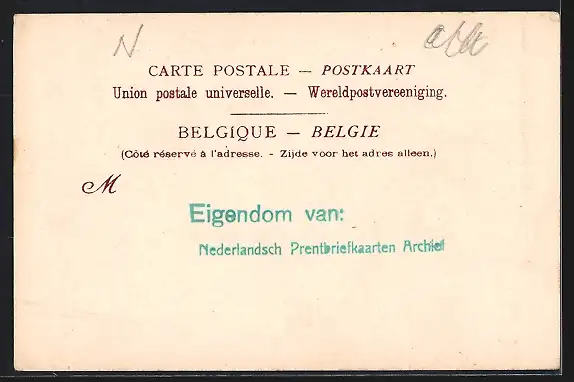 N
CARTE POSTALE — POSTKAART
Union postale universelle. — Wereldpostvereeniging.
BELGIQUE — BELGIE
(Côté réservé à l'adresse. - Zijde voor het adres alleen.)
M
Eigendom van:
Nederlandsch Prentbriefkaarten Archief